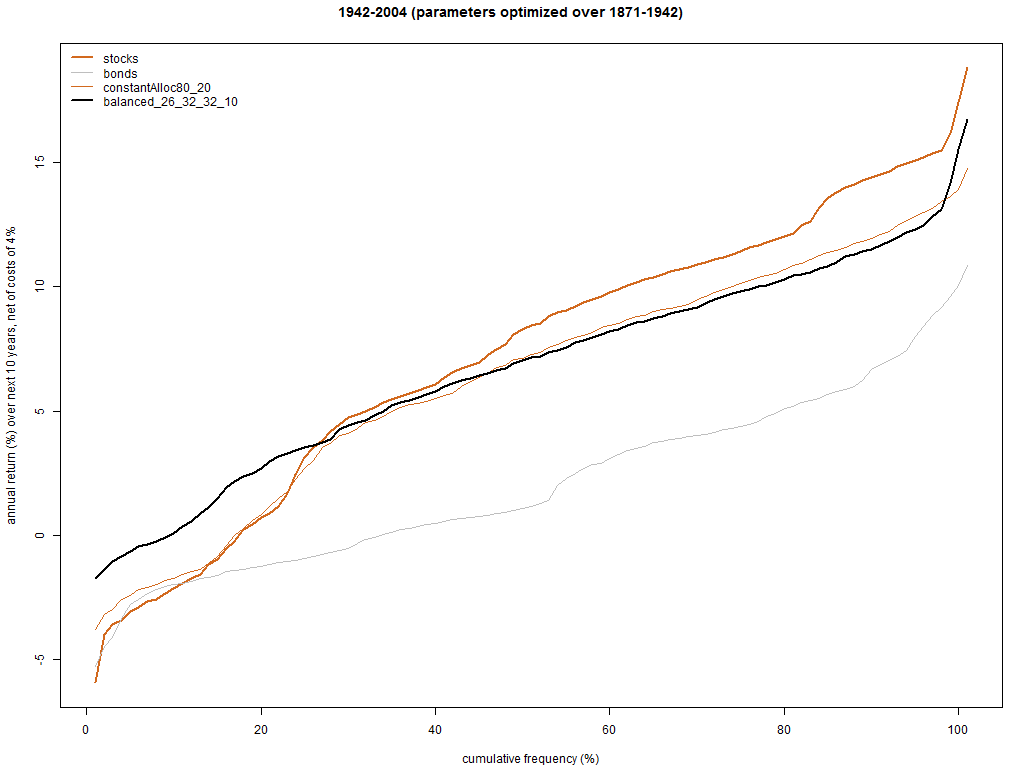 1942-2004 (parameters optimized over 1871-1942)
stocks
bonds
constantAlloc80_20
balanced_26_32_32_10
annual return (%) over next 10 years, net of costs of 4%
15
10
5
0
-5
0 20 40 60 80 100
cumulative frequency (%)